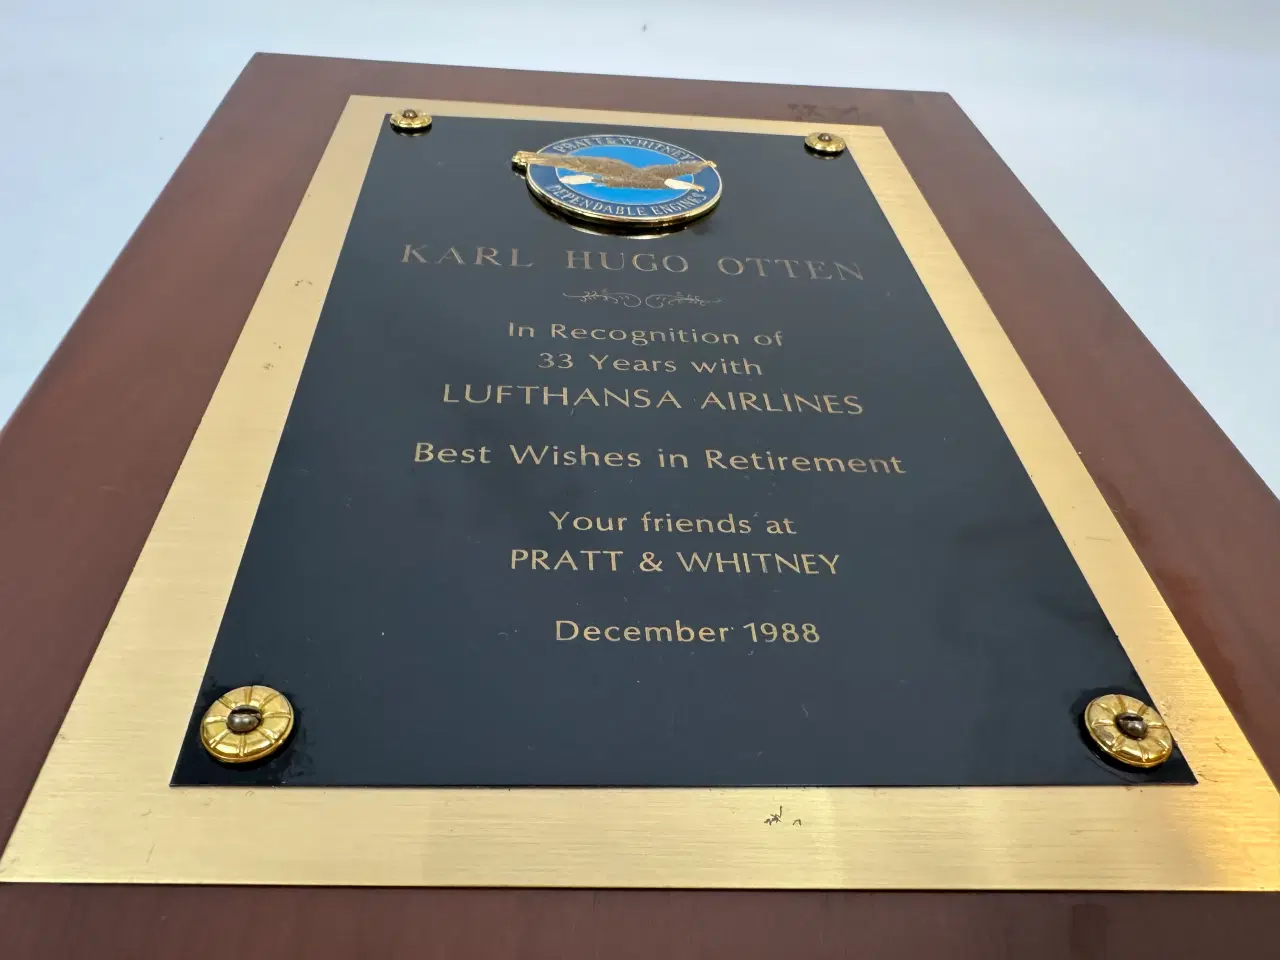 PRATT & WHITNEY
DEPENDABLE ENGINES
KARL HUGO OTTEN
In Recognition of
33 Years with
LUFTHANSA AIRLINES
Best Wishes in Retirement
Your friends at
PRATT & WHITNEY
December 1988